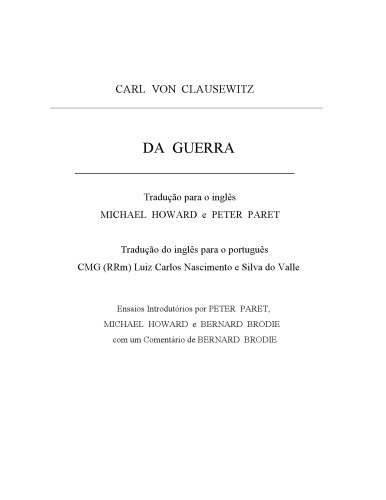 CARL VON CLAUSEWITZ
DA GUERRA
Tradução para o inglês
MICHAEL HOWARD e PETER PARET
Tradução do inglês para o português
CMG (RRm) Luiz Carlos Nascimento e Silva do Valle
Ensaios Introdutórios por PETER PARET,
MICHAEL HOWARD e BERNARD BRODIE
com um Comentário de BERNARD BRODIE